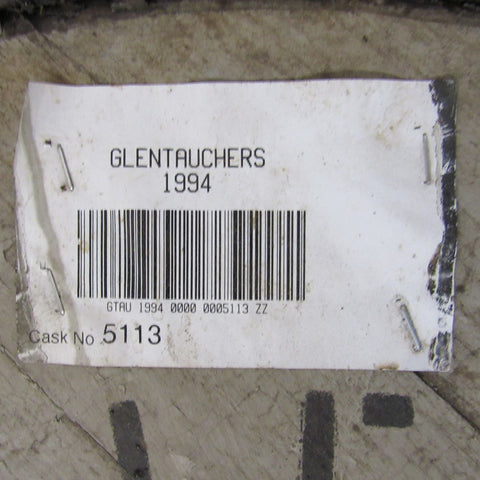 GLENTAUCHERS
1994
GTAU 1994 0000 0005113 ZZ
Cask No 5113